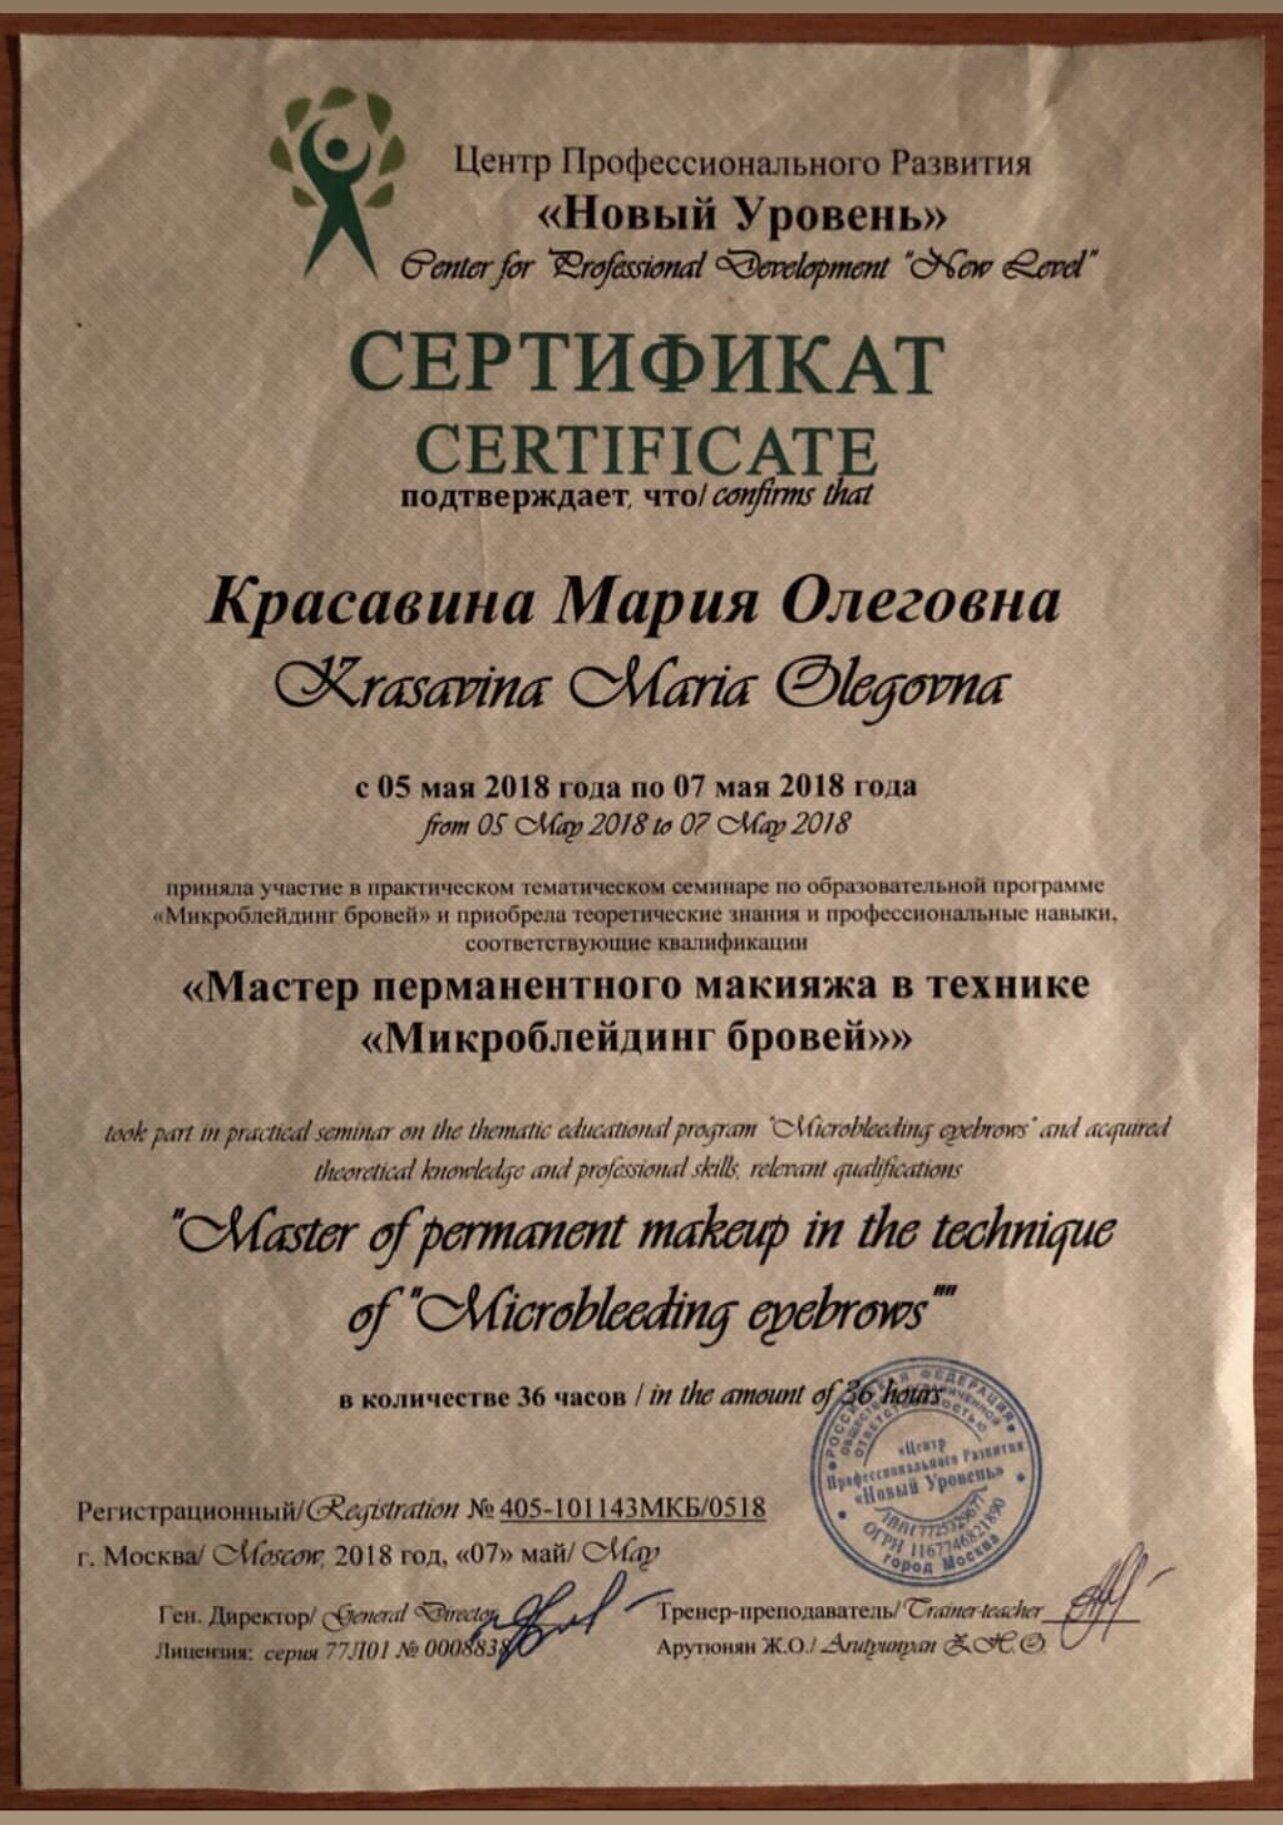 Центр Профессионального Развития
«Новый Уровень»
Center for Professional Development "New Level"
СЕРТИФИКАТ
CERTIFICATE
подтверждает, что/ confirms that
Красавина Мария Олеговна
Krasavina Maria Olegovna
с 05 мая 2018 года по 07 мая 2018 года
from 05 May 2018 to 07 May 2018
приняла участие в практическом тематическом семинаре по образовательной программе
«Микроблейдинг бровей» и приобрела теоретические знания и профессиональные навыки,
соответствующие квалификации
«Мастер перманентного макияжа в технике
«Микроблейдинг бровей»»
took part in practical seminar on the thematic educational program "Microbleeding eyebrows" and acquired
theoretical knowledge and professional skills, relevant qualifications
"Master of permanent makeup in the technique
of "Microbleeding eyebrows""
в количестве 36 часов / in the amount of 36 hours
РОССИЙСКАЯ ФЕДЕРАЦИЯ
ОТВЕТСТВЕННОСТЬЮ
«Центр
Профессионального Развития
«Новый Уровень»
ОГРН 1167746821890
город Москва
Регистрационный/Registration № 405-101143МКБ/0518
г. Москва/ Moscow, 2018 год, «07» май/ May
Ген. Директор/ General Director
Тренер-преподаватель/ Trainer-teacher
Лицензия: серия 77Л01 № 0008838
Арутюнян Ж.О./ Arutyunyan Z.H.O.